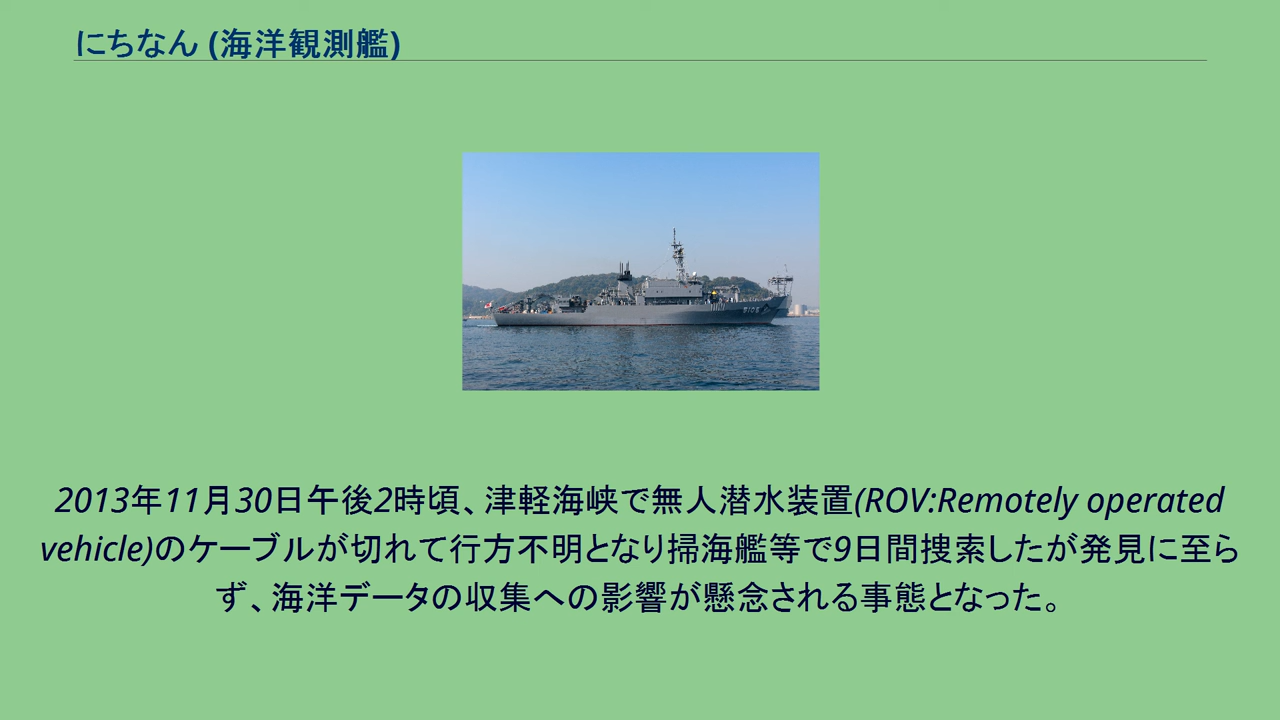 にちなん (海洋観測艦)
5105
2013年11月30日午後2時頃、津軽海峡で無人潜水装置(ROV:Remotely operated
vehicle)のケーブルが切れて行方不明となり掃海艦等で9日間捜索したが発見に至ら
ず、海洋データの収集への影響が懸念される事態となった。